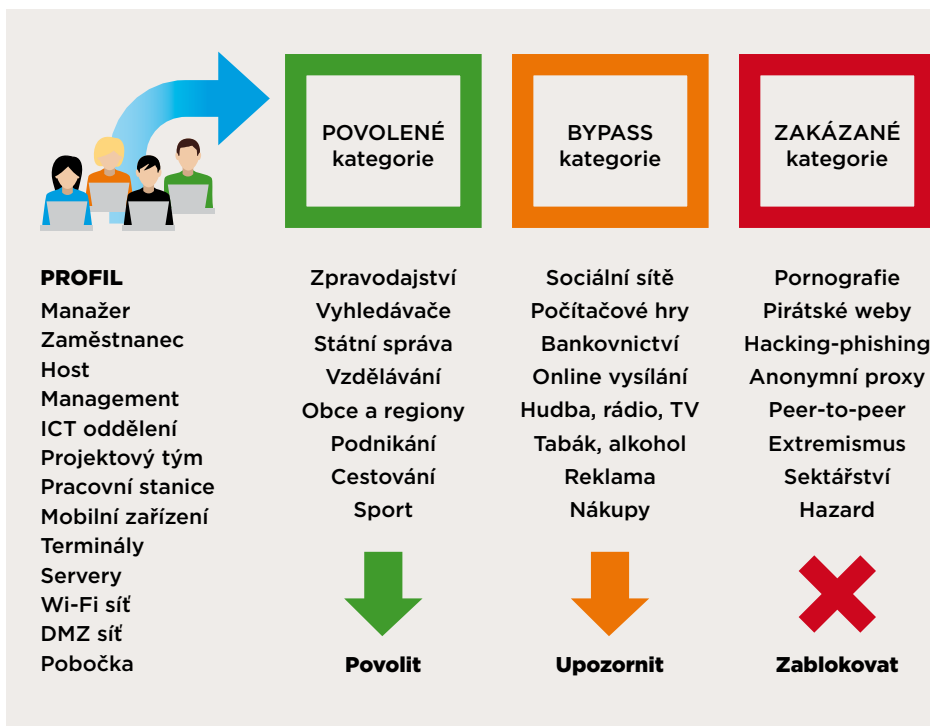 POVOLENÉ
kategorie
BYPASS
kategorie
ZAKÁZANÉ
kategorie
PROFIL
Manažer
Zaměstnanec
Host
Management
ICT oddělení
Projektový tým
Pracovní stanice
Mobilní zařízení
Terminály
Servery
Wi-Fi síť
DMZ síť
Pobočka
Zpravodajství
Vyhledávače
Státní správa
Vzdělávání
Obce a regiony
Podnikání
Cestování
Sport
Povolit
Sociální sítě
Počítačové hry
Bankovnictví
Online vysílání
Hudba, rádio, TV
Tabák, alkohol
Reklama
Nákupy
Upozornit
Pornografie
Pirátské weby
Hacking-phishing
Anonymní proxy
Peer-to-peer
Extremismus
Sektářství
Hazard
Zablokovat